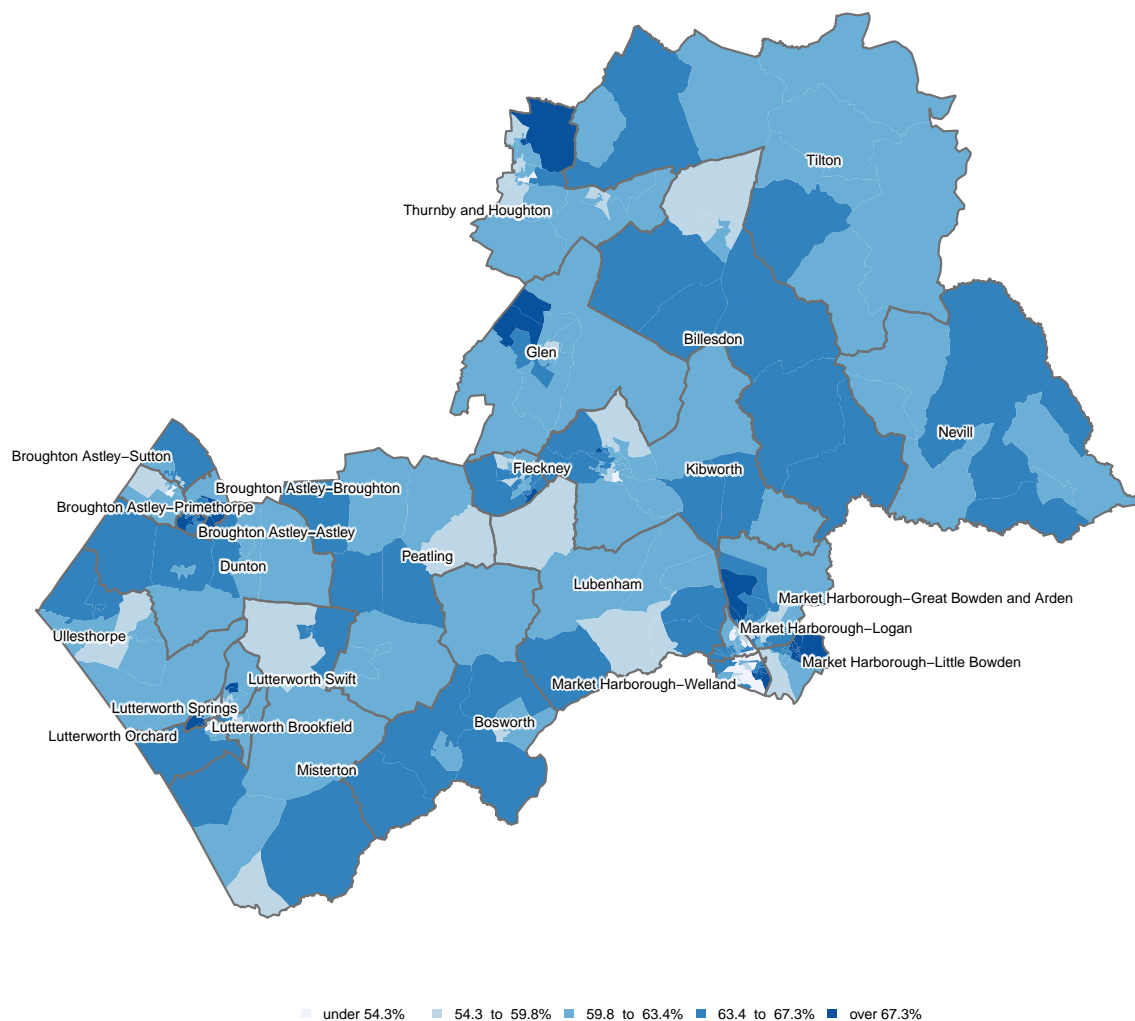 Tilton
Thurnby and Houghton
Billesdon
Glen
Nevill
Broughton Astley−Sutton
Fleckney
Kibworth
Broughton Astley−Broughton
Broughton Astley−Primethorpe
Broughton Astley−Astley
Peatling
Dunton
Lubenham
Market Harborough−Great Bowden and Arden
Market Harborough−Logan
Ullesthorpe
Market Harborough−Little Bowden
Lutterworth Swift
Market Harborough−Welland
Lutterworth Springs
Bosworth
Lutterworth Brookfield
Lutterworth Orchard
Misterton
under 54.3% 54.3 to 59.8% 59.8 to 63.4% 63.4 to 67.3% over 67.3%